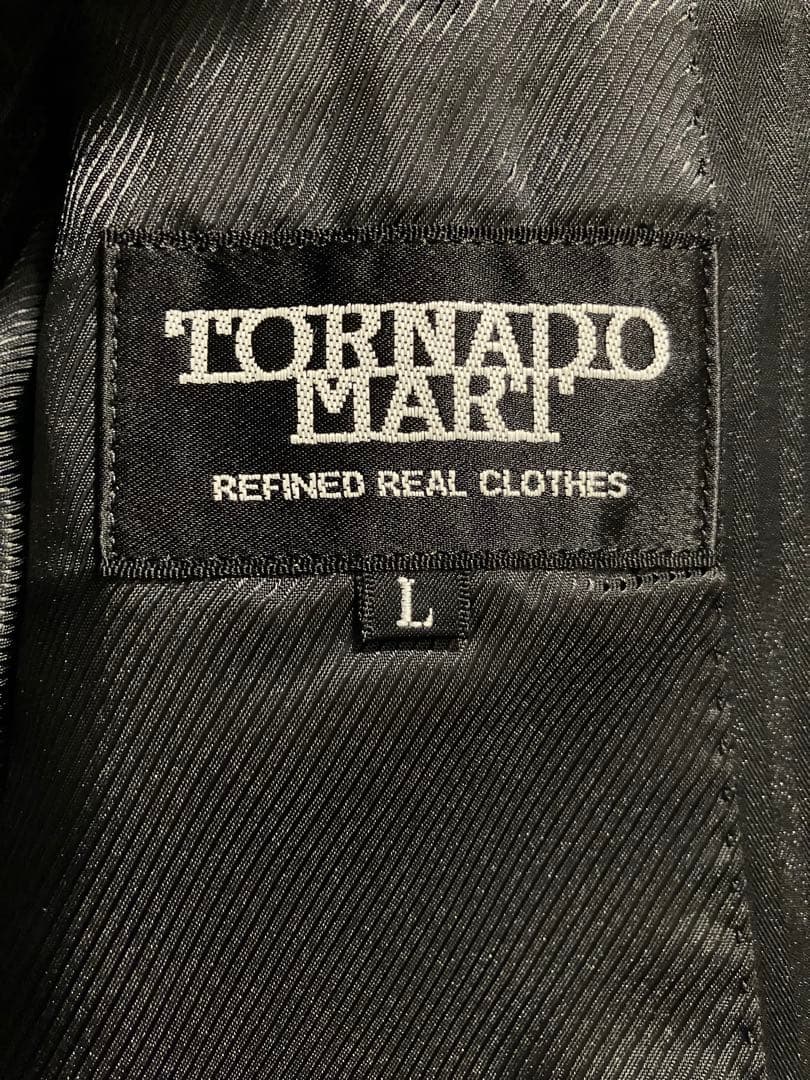 TORNADO
MART
REFINED REAL CLOTHES
L